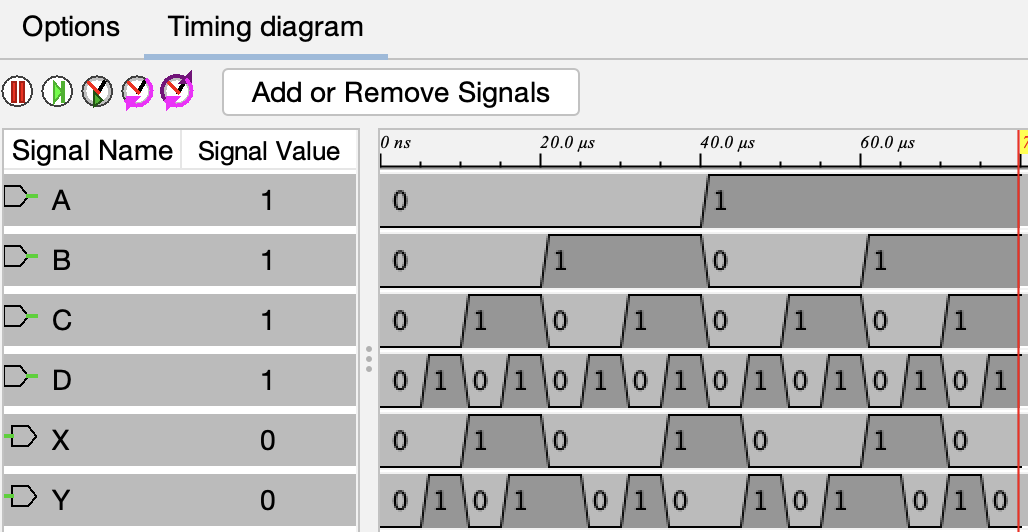 Options Timing diagram
Add or Remove Signals
Signal Name Signal Value 0 ns 20.0 µs 40.0 µs 60.0 µs 7
A 1 0 1
B 1 0 1 0 1
C 1 0 1 0 1 0 1 0 1
D 1 0 1 0 1 0 1 0 1 0 1 0 1 0 1 0 1
X 0 0 1 0 1 0 1 0
Y 0 0 1 0 1 0 1 0 1 0 1 0 1 0